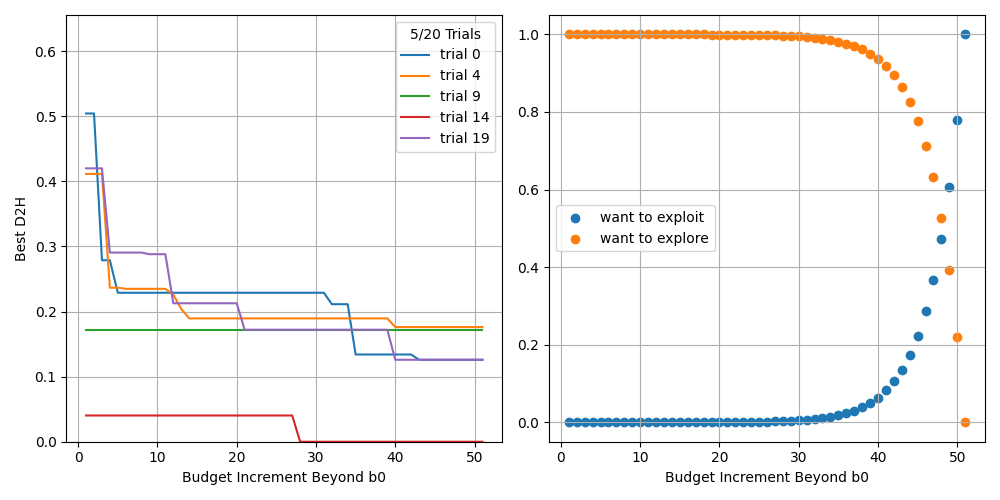 5/20 Trials
trial 0
trial 4
trial 9
trial 14
trial 19
0.6
0.5
0.4
0.3
0.2
0.1
0.0
Best D2H
0 10 20 30 40 50
Budget Increment Beyond b0
1.0
0.8
0.6
0.4
0.2
0.0
want to exploit
want to explore
0 10 20 30 40 50
Budget Increment Beyond b0